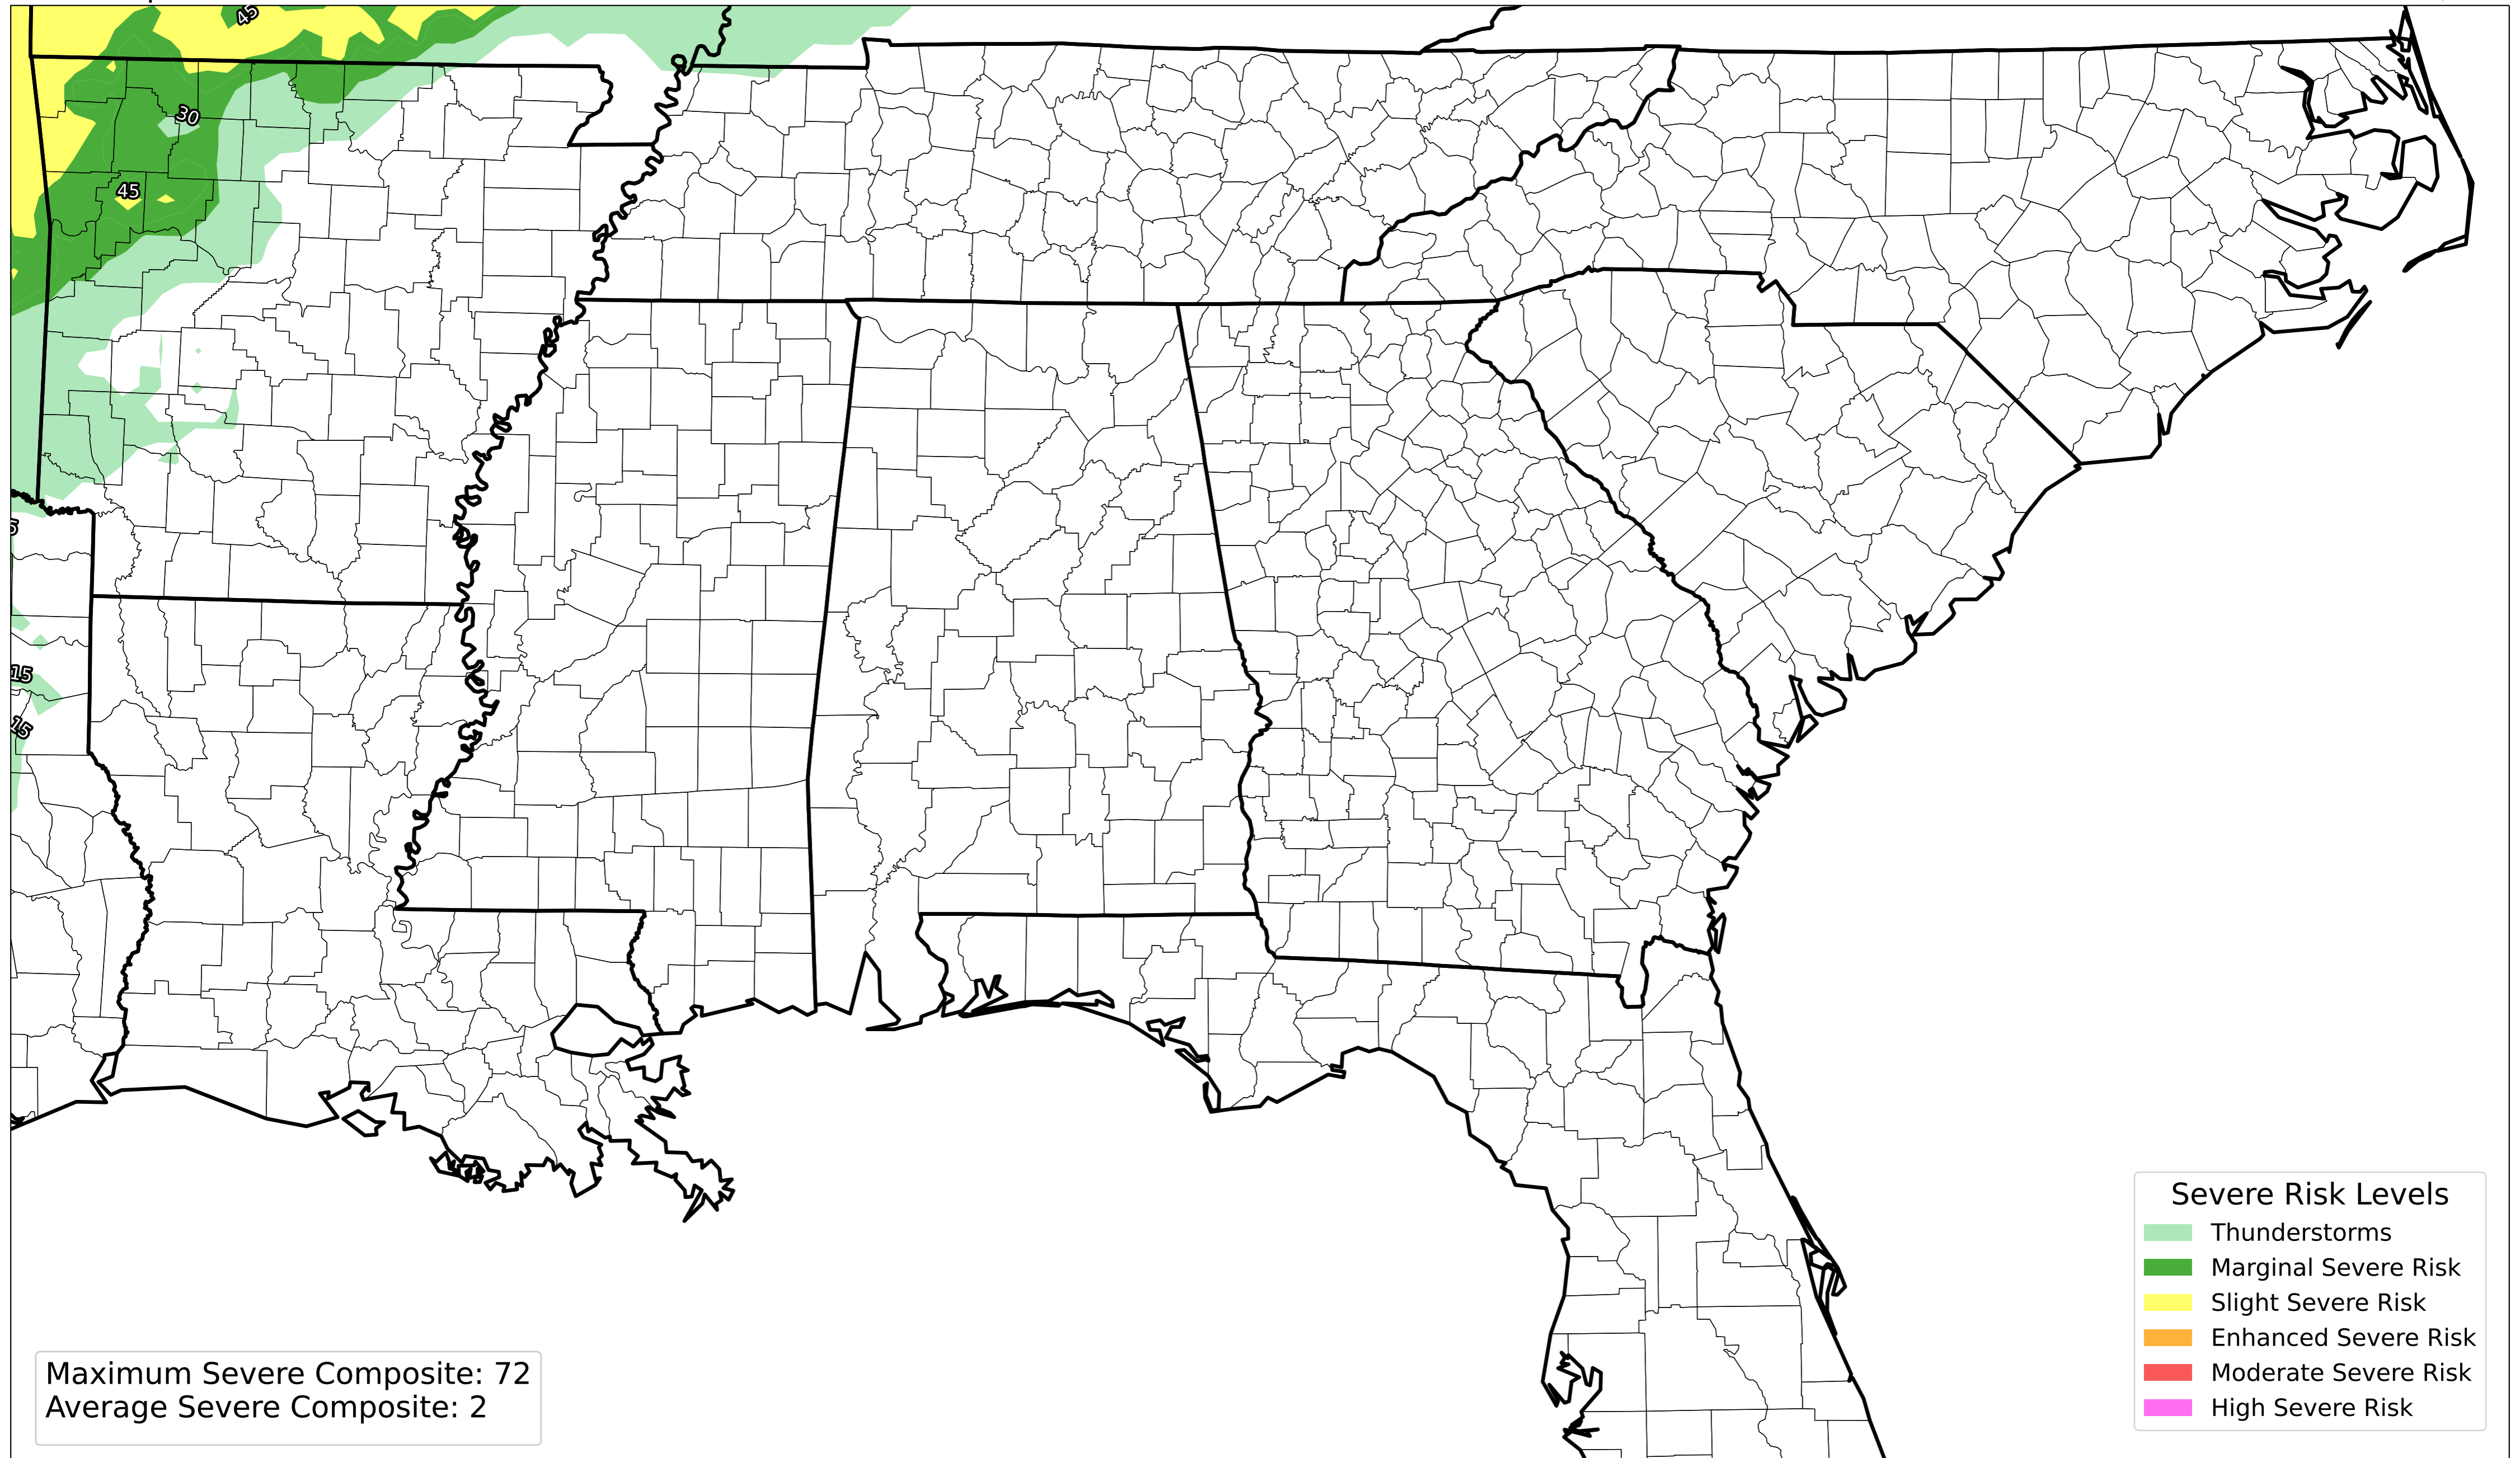 45
30
45
5
15
15
Severe Risk Levels
Thunderstorms
Marginal Severe Risk
Slight Severe Risk
Enhanced Severe Risk
Moderate Severe Risk
High Severe Risk
Maximum Severe Composite: 72
Average Severe Composite: 2